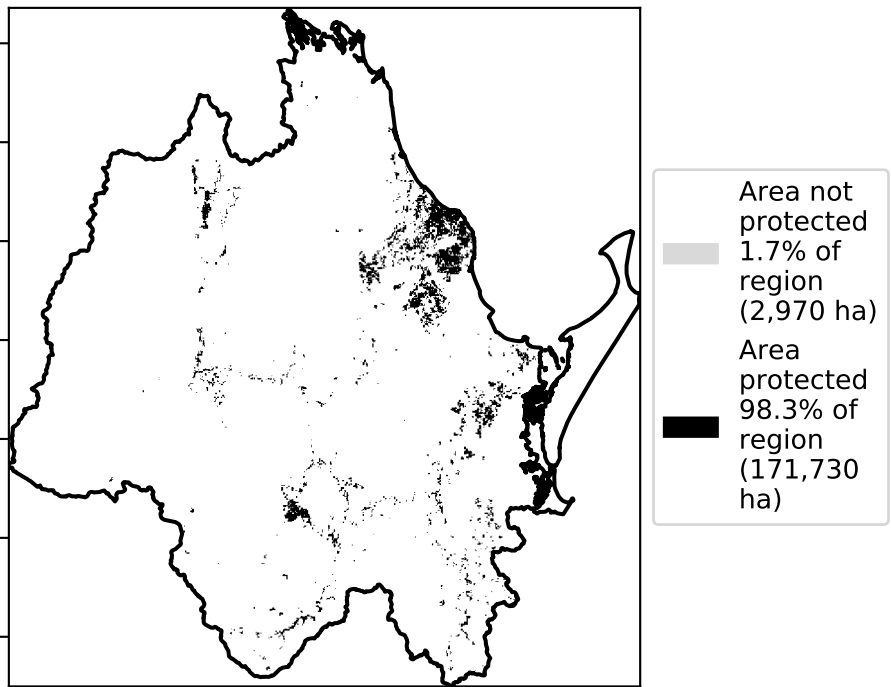 Area not
protected
1.7% of
region
(2,970 ha)
Area
protected
98.3% of
region
(171,730
ha)